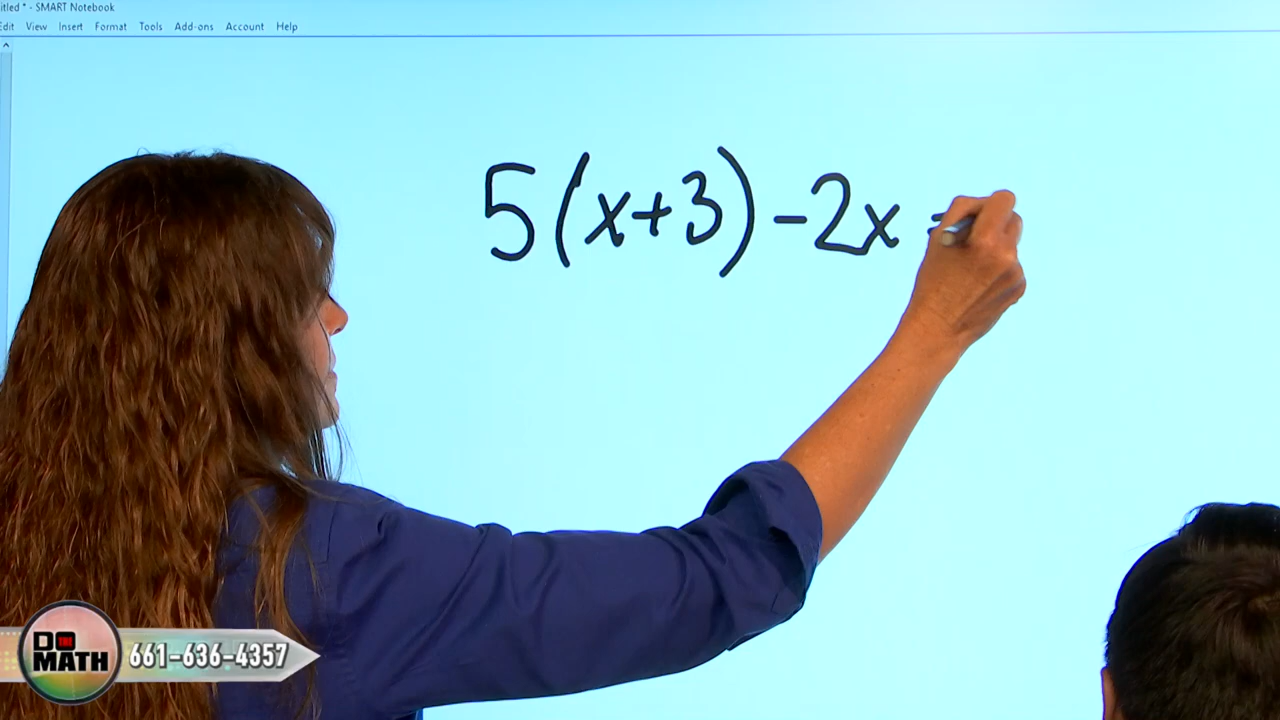 itled * - SMART Notebook
Edit View Insert Format Tools Add-ons Account Help
5(x+3)-2x =
DO THE MATH
661-636-4357